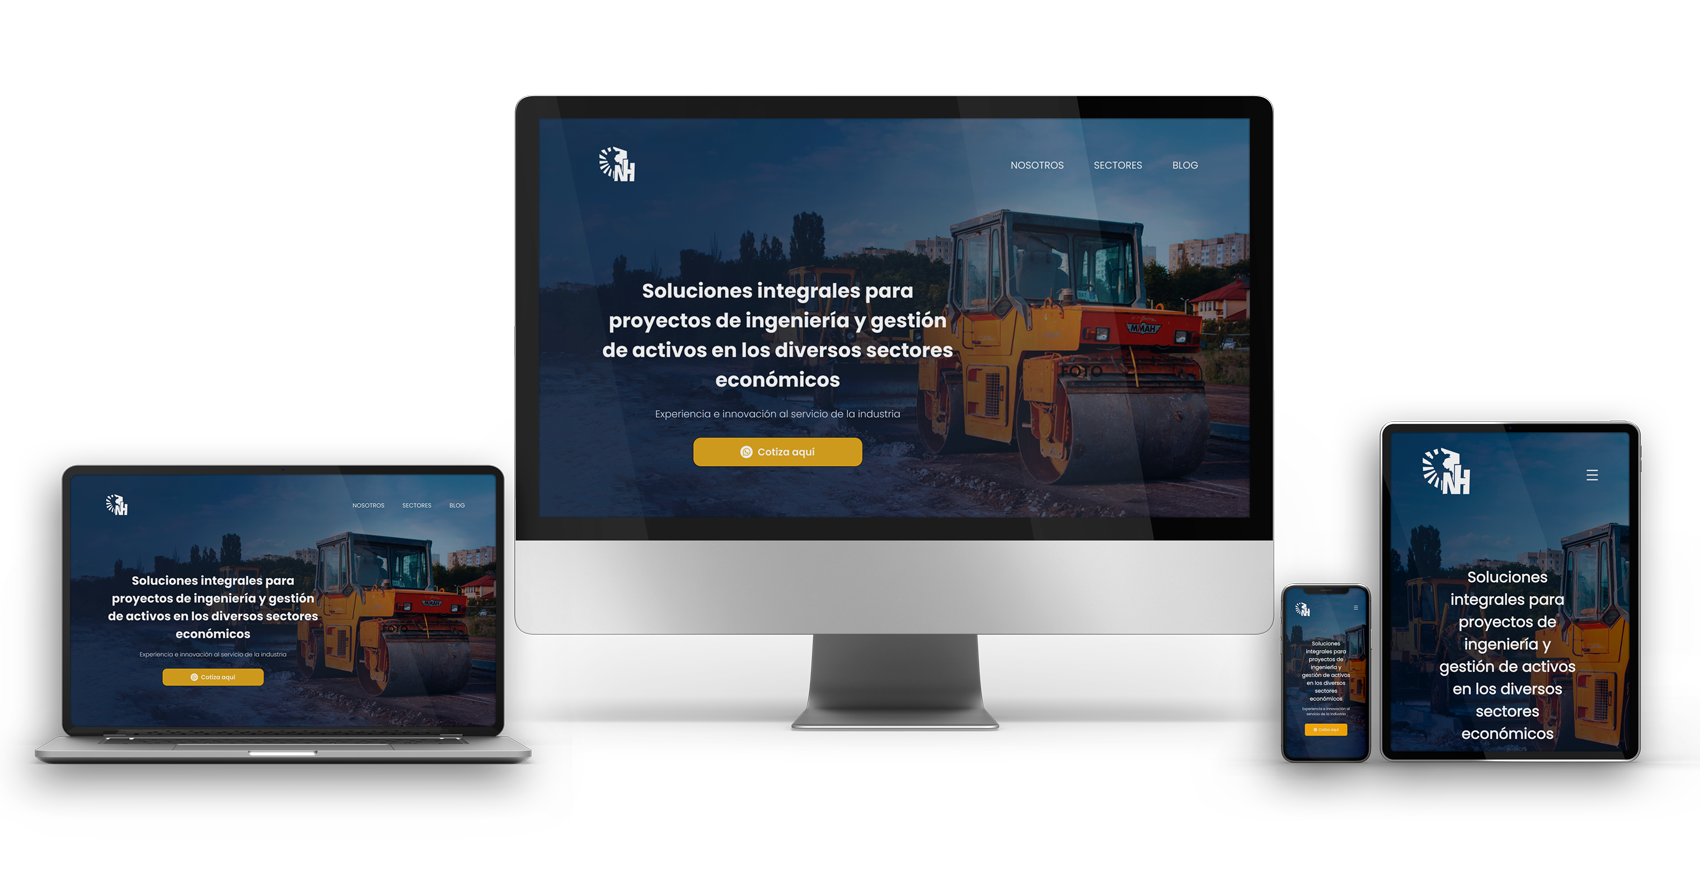 NH
NOSOTROS SECTORES BLOG
Soluciones integrales para
proyectos de ingeniería y gestión
de activos en los diversos sectores
económicos
Experiencia e innovación al servicio de la industria
Cotiza aquí
NH
NOSOTROS SECTORES BLOG
Soluciones integrales para
proyectos de ingeniería y gestión
de activos en los diversos sectores
económicos
Experiencia e innovación al servicio de la industria
Cotiza aquí
NH
Soluciones
integrales para
proyectos de
ingeniería y
gestión de activos
en los diversos
sectores
económicos
Experiencia e innovación al
servicio de la industria
Cotiza aquí
NH
Soluciones
integrales para
proyectos de
ingeniería y
gestión de activos
en los diversos
sectores
económicos